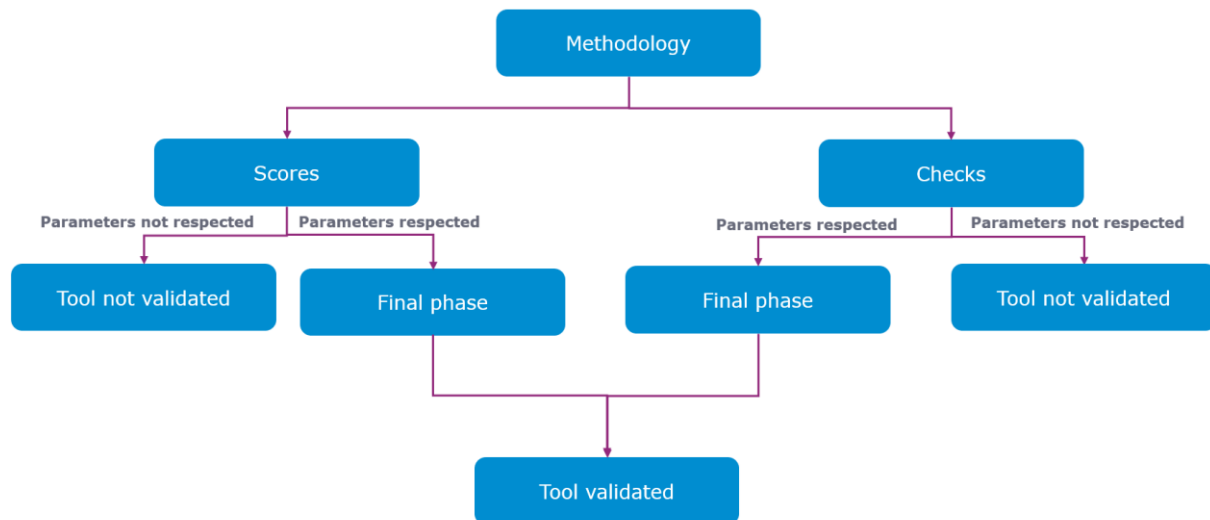 Methodology
Scores
Checks
Parameters not respected
Parameters respected
Parameters respected
Parameters not respected
Tool not validated
Final phase
Final phase
Tool not validated
Tool validated